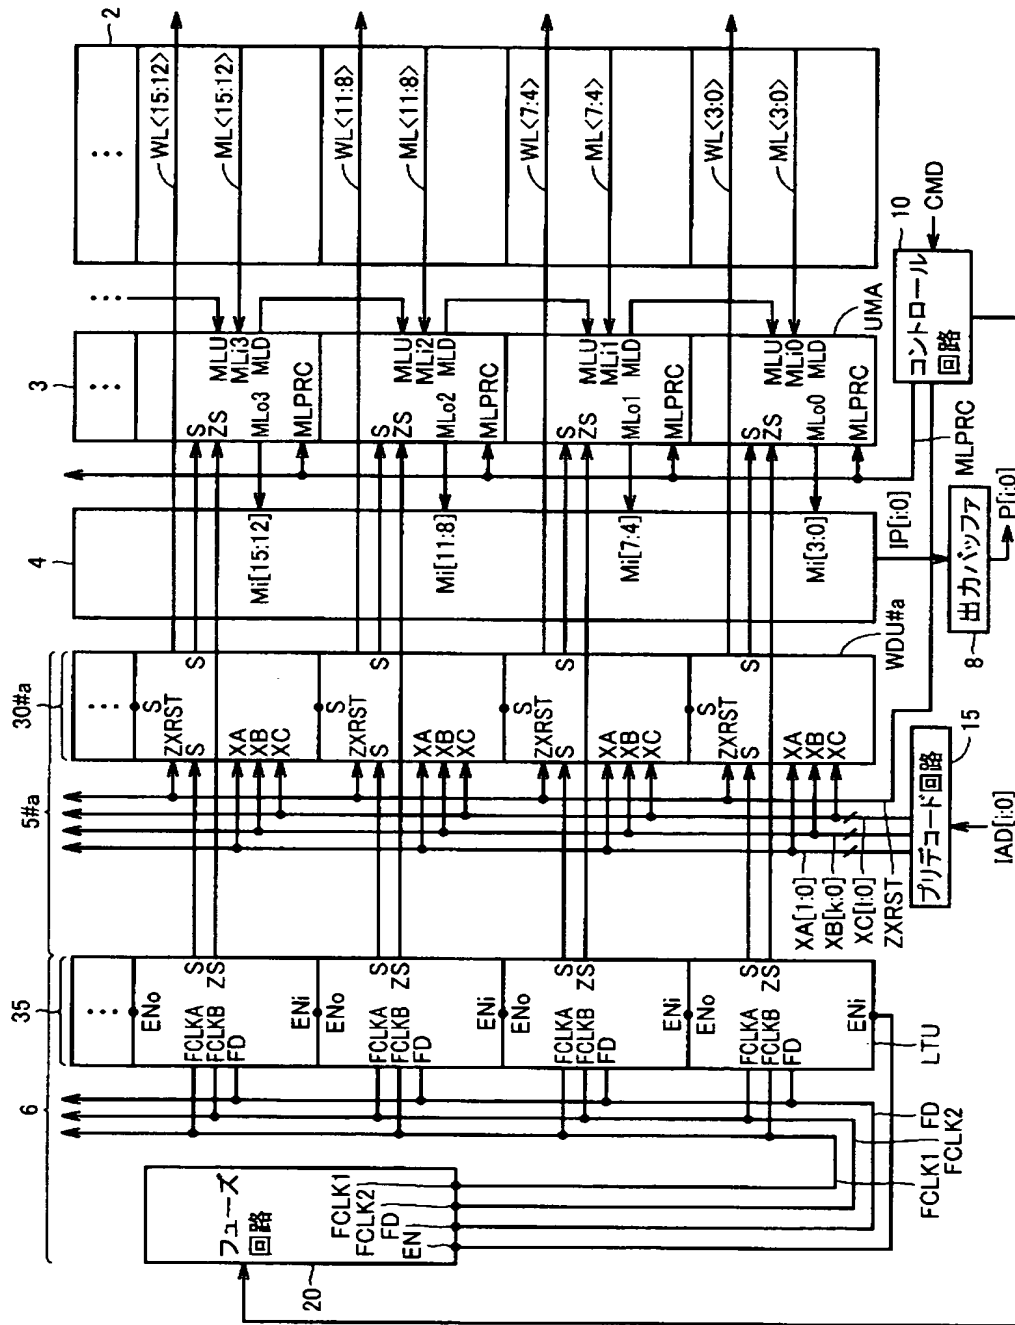 2
WL<15:12>
ML<15:12>
WL<11:8>
ML<11:8>
WL<7:4>
ML<7:4>
WL<3:0>
ML<3:0>
10
CMD
コントロール
回路
3
MLU
MLi3
MLD
S
ZS
MLo3
MLPRC
MLU
MLi2
MLD
S
ZS
MLo2
MLPRC
MLU
MLi1
MLD
S
ZS
MLo1
MLPRC
MLU
MLi0
MLD
S
ZS
MLo0
MLPRC
UMA
MLPRC
4
Mi[15:12]
Mi[11:8]
Mi[7:4]
Mi[3:0]
IP[i:0]
出力バッファ
P[i:0]
8
5#a
30#a
S
S
ZXRST
S
XA
XB
XC
S
S
ZXRST
S
XA
XB
XC
S
S
ZXRST
S
XA
XB
XC
S
S
ZXRST
S
XA
XB
XC
WDU#a
15
プリデコード回路
IAD[i:0]
XA[1:0]
XB[k:0]
XC[l:0]
ZXRST
6
35
S
ZS
ENo
FCLKA
FCLKB
FD
ENi
S
ZS
ENo
FCLKA
FCLKB
FD
ENi
S
ZS
ENo
FCLKA
FCLKB
FD
ENi
S
ZS
ENo
FCLKA
FCLKB
FD
ENi
LTU
FD
FCLK2
FCLK1
フューズ
回路
FCLK1
FCLK2
FD
EN
20